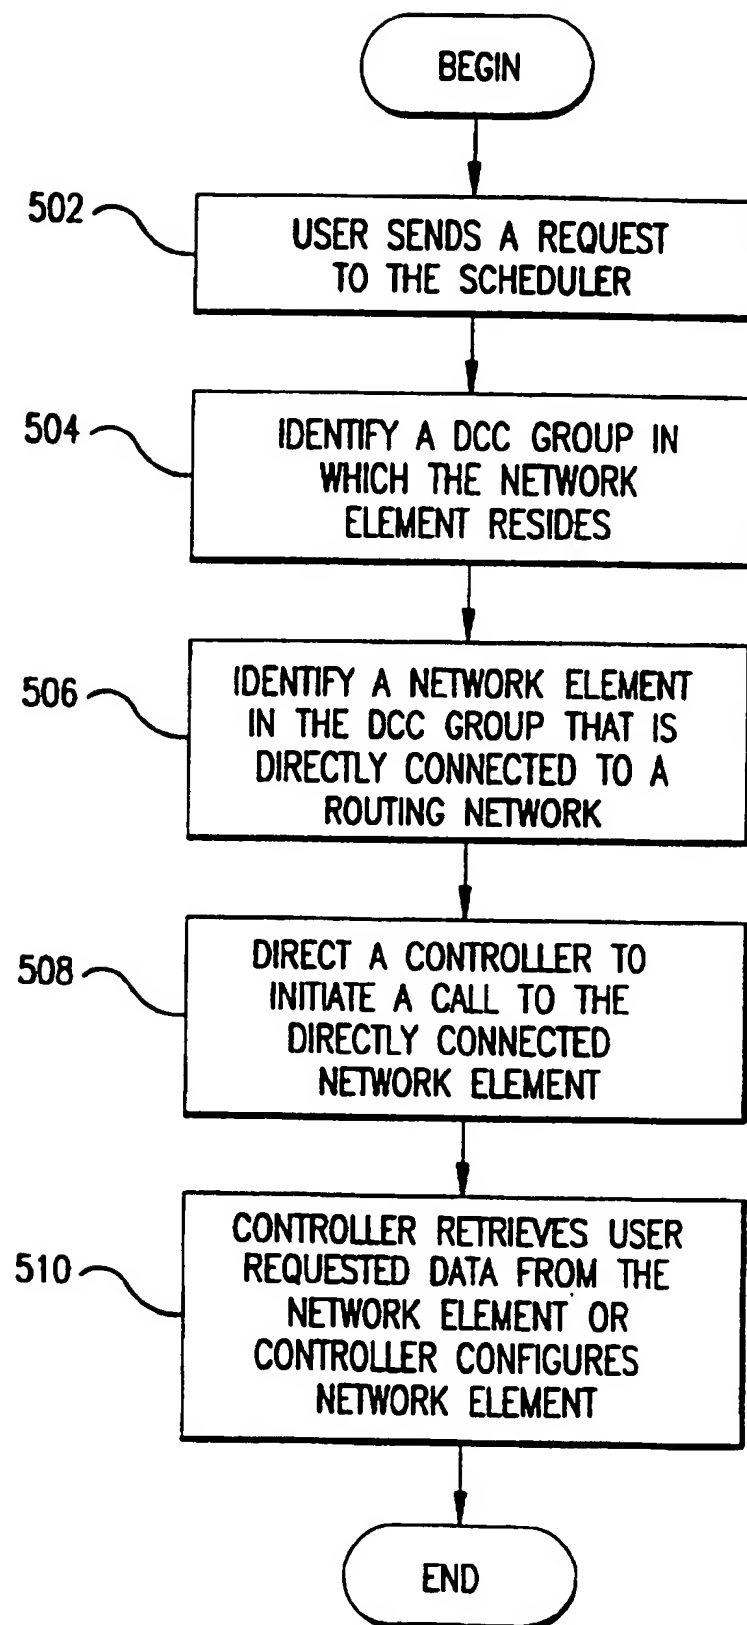 BEGIN
502
USER SENDS A REQUEST
TO THE SCHEDULER
504
IDENTIFY A DCC GROUP IN
WHICH THE NETWORK
ELEMENT RESIDES
506
IDENTIFY A NETWORK ELEMENT
IN THE DCC GROUP THAT IS
DIRECTLY CONNECTED TO A
ROUTING NETWORK
508
DIRECT A CONTROLLER TO
INITIATE A CALL TO THE
DIRECTLY CONNECTED
NETWORK ELEMENT
510
CONTROLLER RETRIEVES USER
REQUESTED DATA FROM THE
NETWORK ELEMENT OR
CONTROLLER CONFIGURES
NETWORK ELEMENT
END